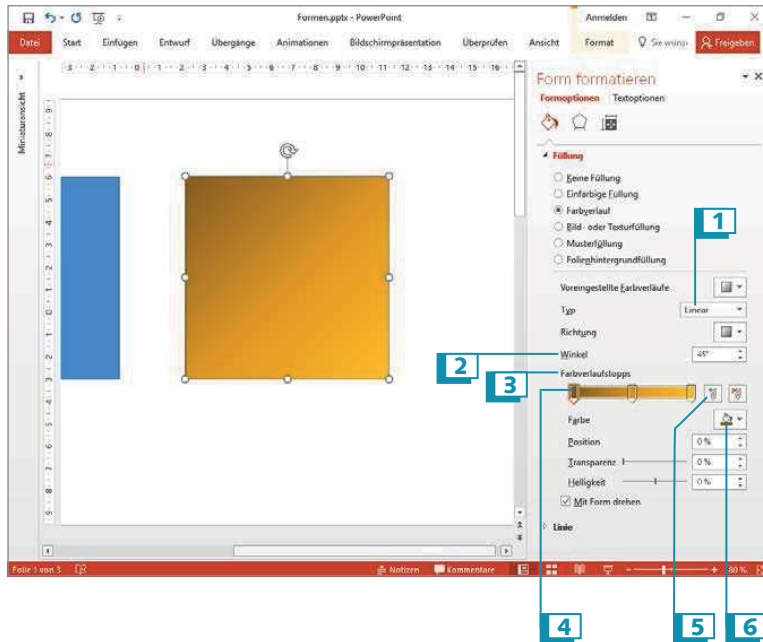 Formen.pptx - PowerPoint
Anmelden
Datei Start Einfügen Entwurf Übergänge Animationen Bildschirmpräsentation Überprüfen Ansicht Format Sie Freigeben
Miniaturansicht
Form formatieren
Formoptionen Textoptionen
Füllung
Keine Füllung
Einfarbige Füllung
Farbverlauf
1
Bild- oder Texturfüllung
Musterfüllung
Folienhintergrundfüllung
Voreingestellte Farbverläufe
Typ Linear
Richtung
2 Winkel 45°
3 Farbverlaufstopps
Farbe
Position 0 %
Transparenz 0 %
Helligkeit 0 %
Mit Form drehen
Linie
Folie 1 von 3 Notizen Kommentare 80 %
4 5 6